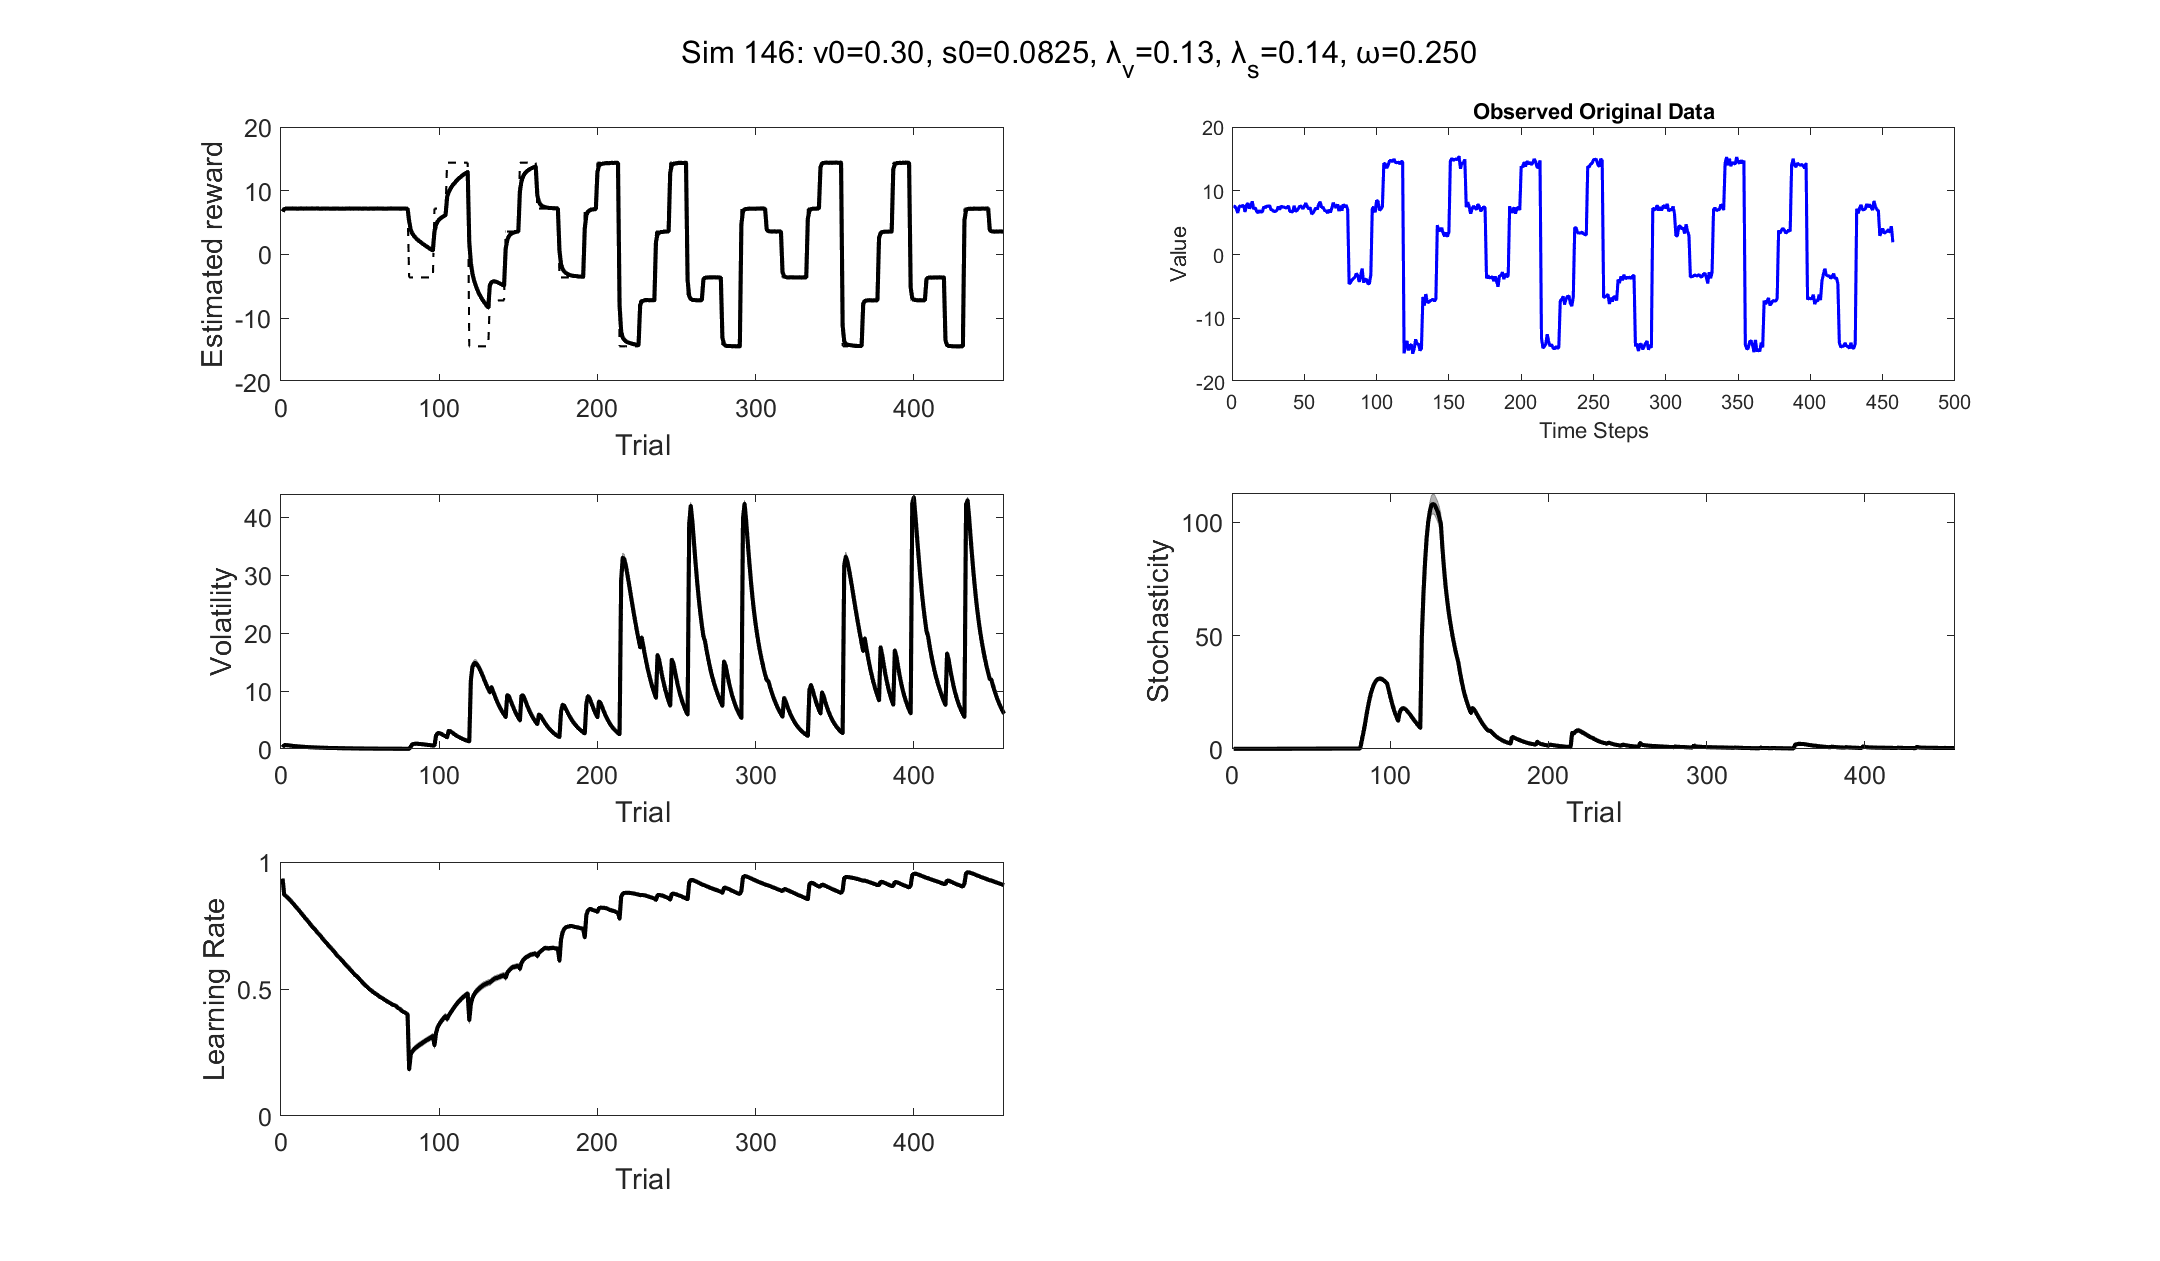 Sim 146: v0=0.30, s0=0.0825, λv=0.13, λs=0.14, ω=0.250
Estimated reward
20
10
0
-10
-20
0 100 200 300 400
Trial
Observed Original Data
Value
20
10
0
-10
-20
0 50 100 150 200 250 300 350 400 450 500
Time Steps
Volatility
40
30
20
10
0
0 100 200 300 400
Trial
Stochasticity
100
50
0
0 100 200 300 400
Trial
Learning Rate
1
0.5
0
0 100 200 300 400
Trial